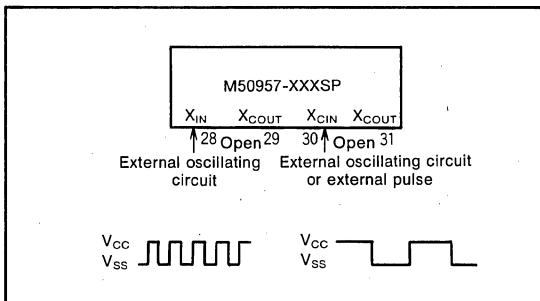 M50957-XXXSP
XIN XCOUT XCIN XCOUT
28 Open 29 30 Open 31
External oscillating External oscillating circuit
circuit or external pulse
VCC VCC
VSS VSS